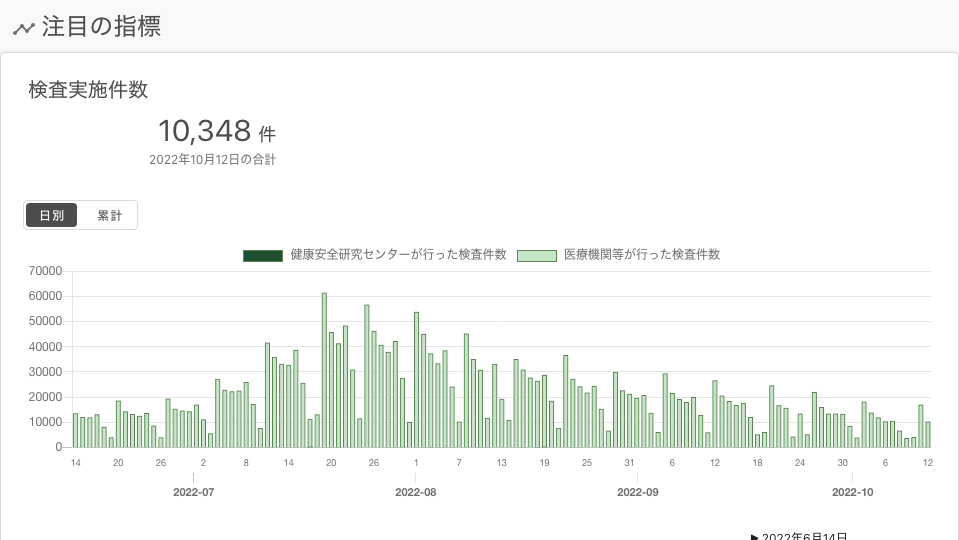 注目の指標
検査実施件数
10,348 件
2022年10月12日の合計
日別 累計
健康安全研究センターが行った検査件数 医療機関等が行った検査件数
70000
60000
50000
40000
30000
20000
10000
0
14 20 26 2 8 14 20 26 1 7 13 19 25 31 6 12 18 24 30 6 12
2022-07 2022-08 2022-09 2022-10
▶ 2022年6月14日